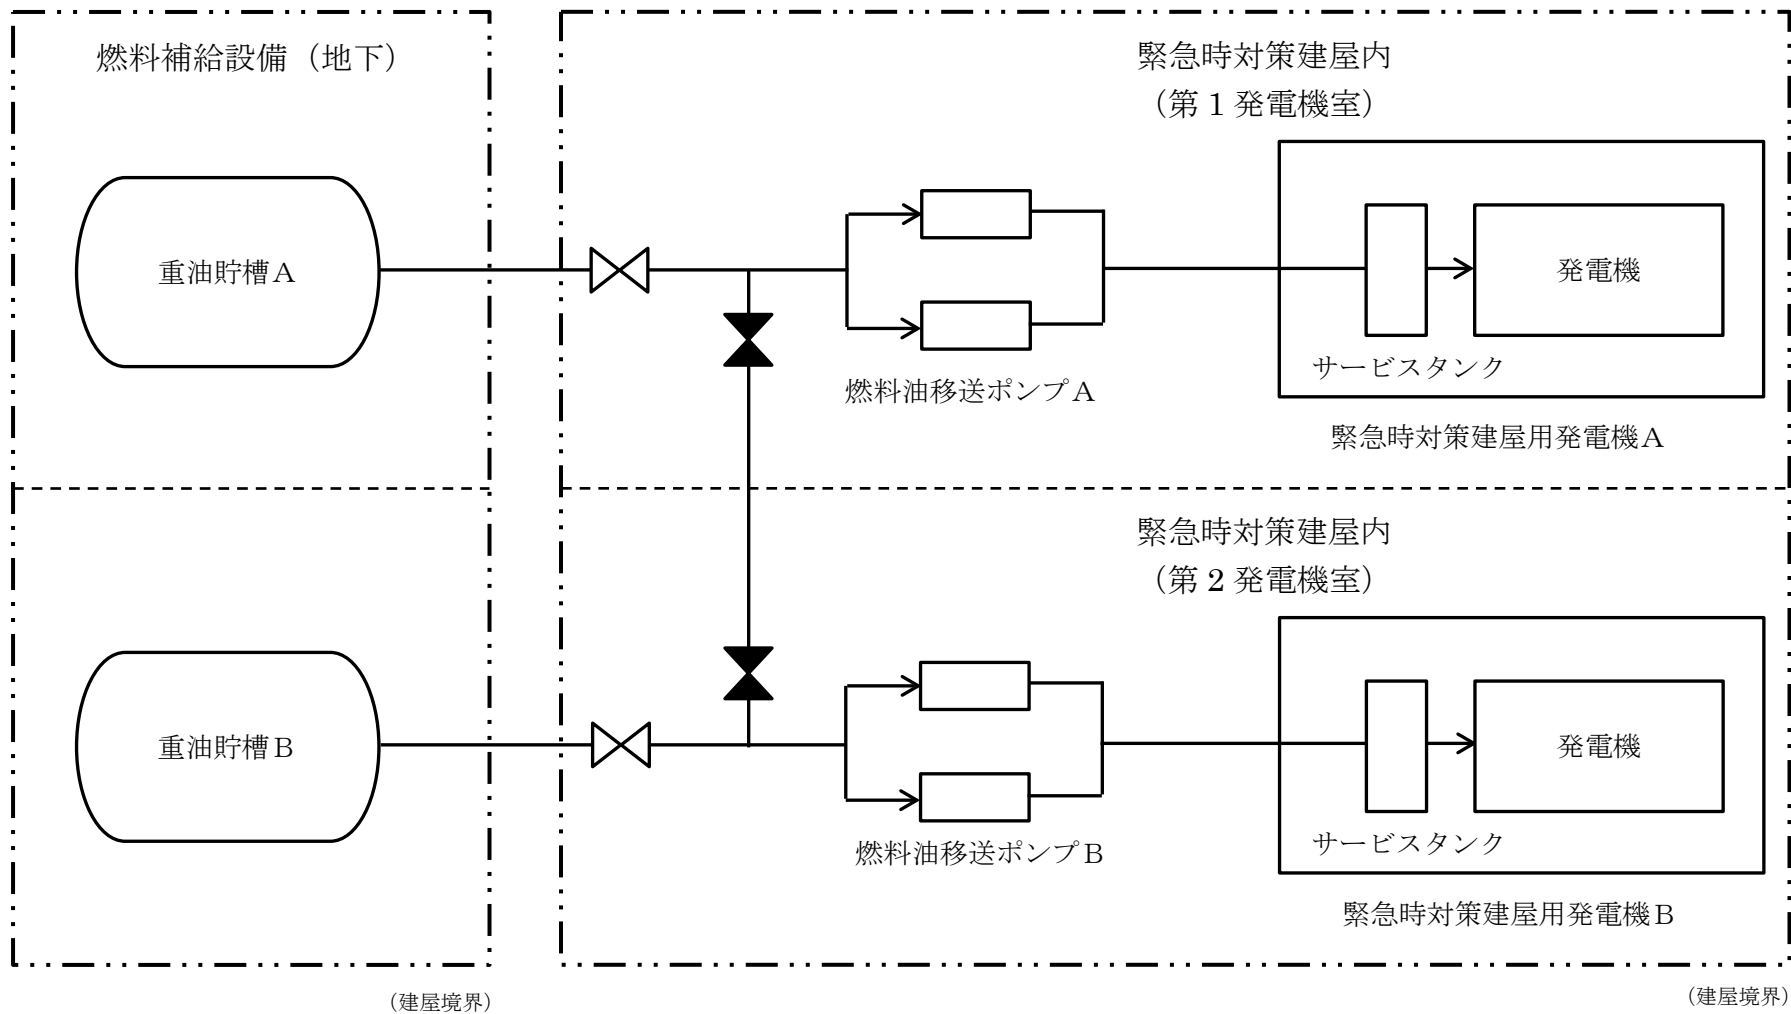 燃料補給設備（地下）
緊急時対策建屋内
（第１発電機室）
重油貯槽Ａ
発電機
サービスタンク
燃料油移送ポンプＡ
緊急時対策建屋用発電機Ａ
緊急時対策建屋内
（第２発電機室）
重油貯槽Ｂ
発電機
サービスタンク
燃料油移送ポンプＢ
緊急時対策建屋用発電機Ｂ
（建屋境界）
（建屋境界）